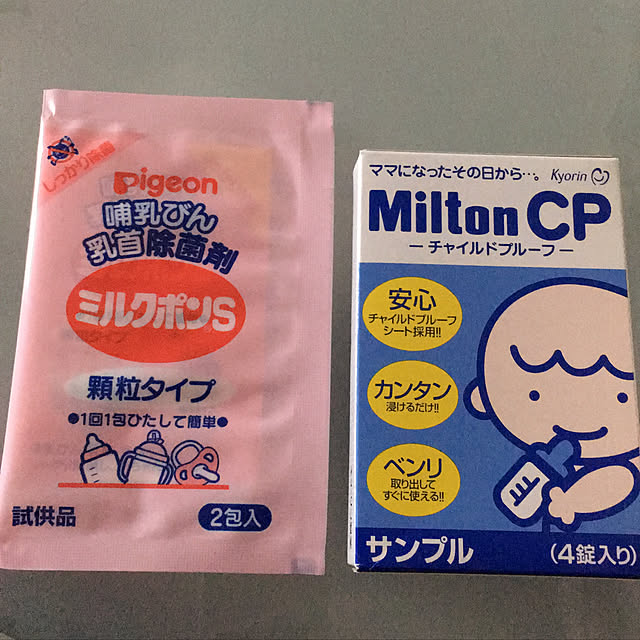 しっかり除菌
Pigeon
哺乳びん
乳首除菌剤
ミルクポンS
顆粒タイプ
●1回1包ひたして簡単●
試供品
2包入
ママになったその日から…。
Kyorin
Milton CP
ーチャイルドプルーフー
安心
チャイルドプルーフ
シート採用!!
カンタン
浸けるだけ!!
ベンリ
取り出して
すぐに使える!!
サンプル
(4錠入り)